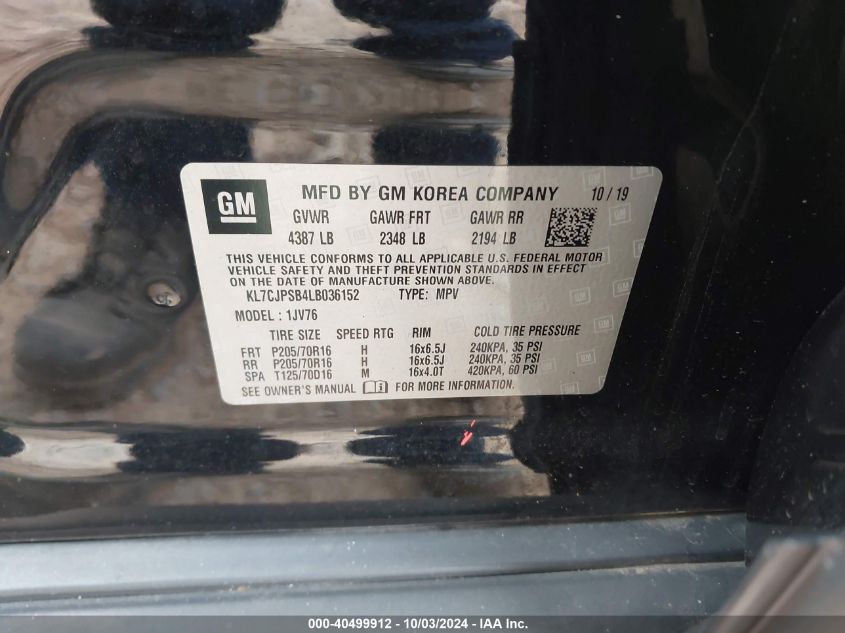 GM
MFD BY GM KOREA COMPANY 10 / 19
GVWR GAWR FRT GAWR RR
4387 LB 2348 LB 2194 LB
THIS VEHICLE CONFORMS TO ALL APPLICABLE U.S. FEDERAL MOTOR
VEHICLE SAFETY AND THEFT PREVENTION STANDARDS IN EFFECT
ON THE DATE OF MANUFACTURE SHOWN ABOVE.
KL7CJPSB4LB036152 TYPE: MPV
MODEL : 1JV76
TIRE SIZE SPEED RTG RIM COLD TIRE PRESSURE
FRT P205/70R16 H 16x6.5J 240KPA, 35 PSI
RR P205/70R16 H 16x6.5J 240KPA, 35 PSI
SPA T125/70D16 M 16x4.0T 420KPA, 60 PSI
SEE OWNER'S MANUAL FOR MORE INFORMATION.
000-40499912 - 10/03/2024 - IAA Inc.